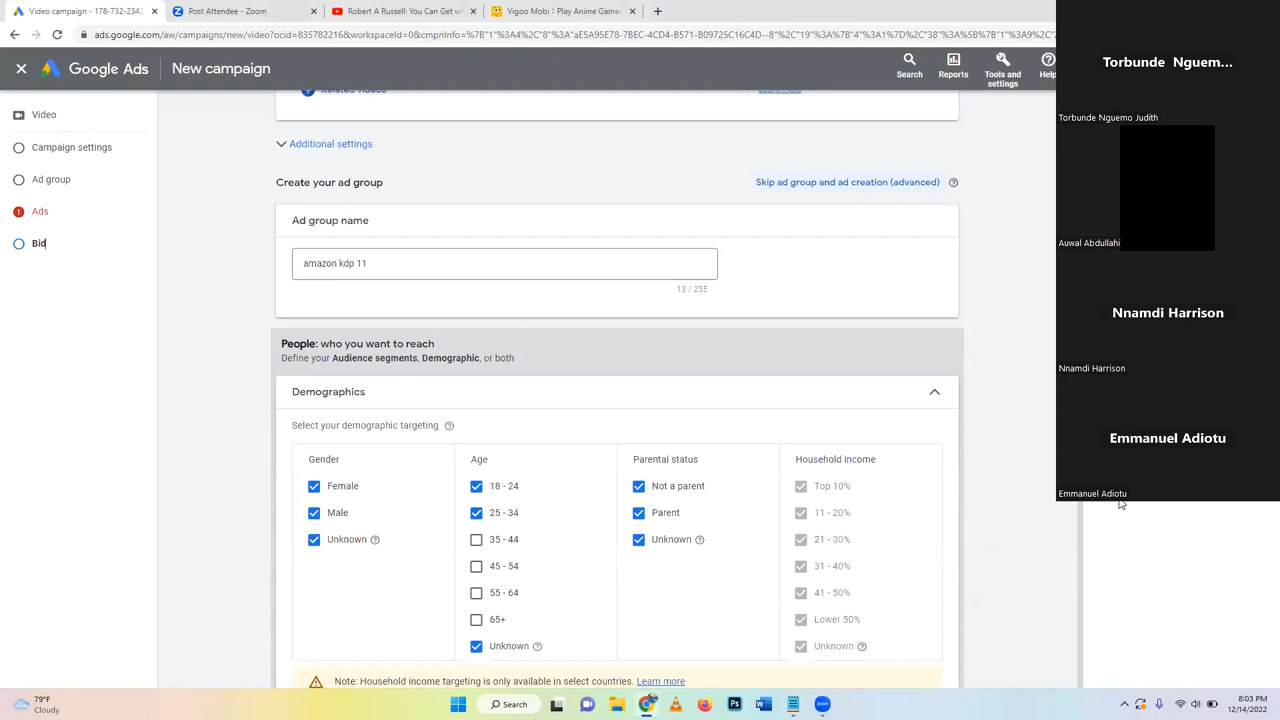 Video campaign - 178-732-2342
Post Attendee - Zoom
Robert A Russell: You Can Get w
Vigoo Mobi : Play Anime Games
ads.google.com/aw/campaigns/new/video?ocid=835782216&workspaceId=0&cmpnInfo=%7B"1"%3A4%2C"8"%3A"aE5A95E78-7BEC-4CD4-B571-B09725C16C4D--8%2C"19"%3A%7B"4"%3A1%7D%2C"38"%3A%5B%7B"1"%3A9%2C"
Google Ads
New campaign
Search
Reports
Tools and settings
Help
Video
Campaign settings
Ad group
Ads
Bid
Related videos
Learn more
Additional settings
Create your ad group
Skip ad group and ad creation (advanced)
Ad group name
amazon kdp 11
13 / 255
People: who you want to reach
Define your Audience segments, Demographic, or both
Demographics
Select your demographic targeting
Gender
Female
Male
Unknown
Age
18 - 24
25 - 34
35 - 44
45 - 54
55 - 64
65+
Unknown
Parental status
Not a parent
Parent
Unknown
Household income
Top 10%
11 - 20%
21 - 30%
31 - 40%
41 - 50%
Lower 50%
Unknown
Note: Household income targeting is only available in select countries. Learn more
Torbunde Nguem...
Torbunde Nguemo Judith
Auwal Abdullahi
Nnamdi Harrison
Nnamdi Harrison
Emmanuel Adiotu
Emmanuel Adiotu
79°F
Cloudy
Search
8:03 PM
12/14/2022